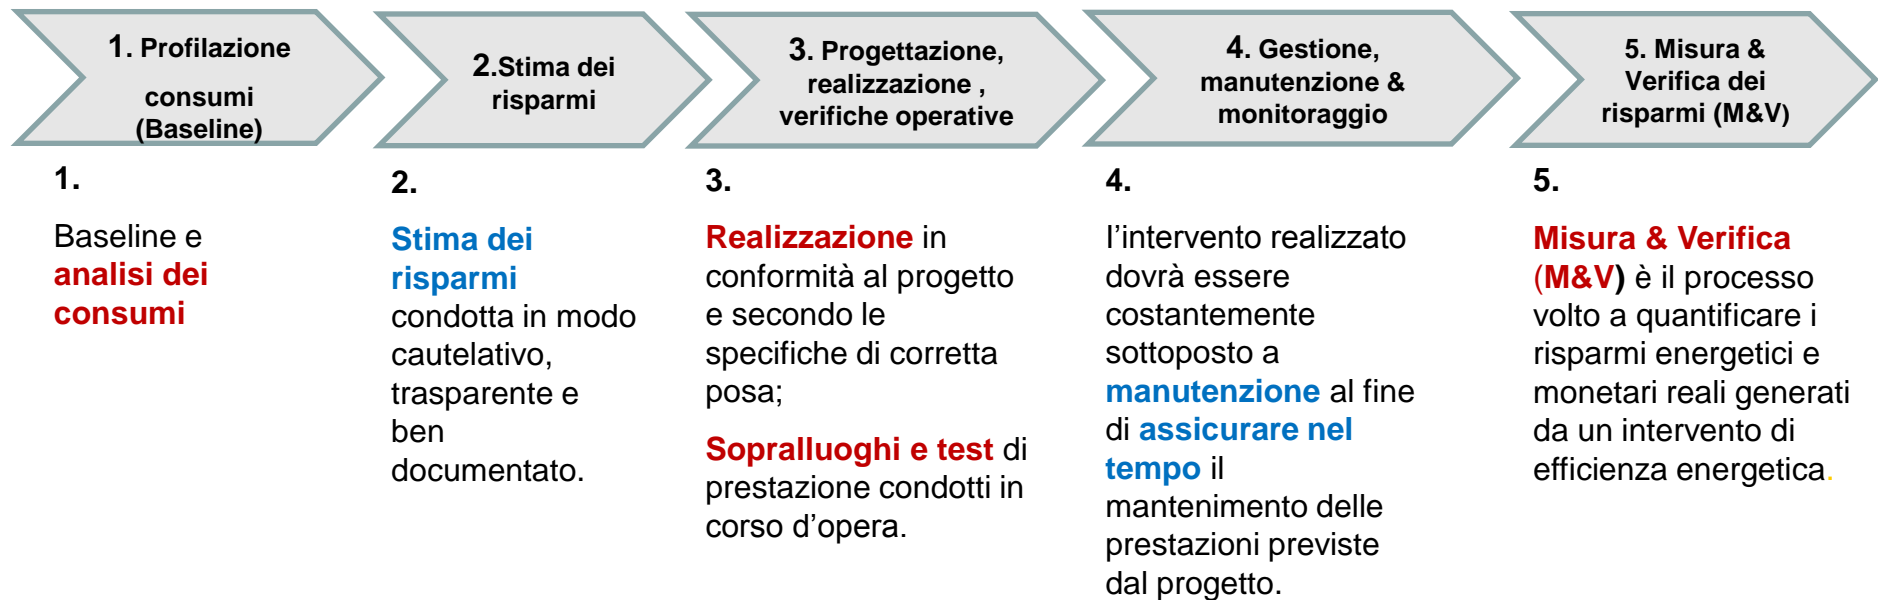 1. Profilazione
consumi
(Baseline)
2.Stima dei
risparmi
3. Progettazione,
realizzazione ,
verifiche operative
4. Gestione,
manutenzione &
monitoraggio
5. Misura &
Verifica dei
risparmi (M&V)
1.
Baseline e
analisi dei
consumi
2.
Stima dei
risparmi
condotta in modo
cautelativo,
trasparente e
ben
documentato.
3.
Realizzazione in
conformità al progetto
e secondo le
specifiche di corretta
posa;
Sopralluoghi e test di
prestazione condotti in
corso d’opera.
4.
l’intervento realizzato
dovrà essere
costantemente
sottoposto a
manutenzione al fine
di assicurare nel
tempo il
mantenimento delle
prestazioni previste
dal progetto.
5.
Misura & Verifica
(M&V) è il processo
volto a quantificare i
risparmi energetici e
monetari reali generati
da un intervento di
efficienza energetica.